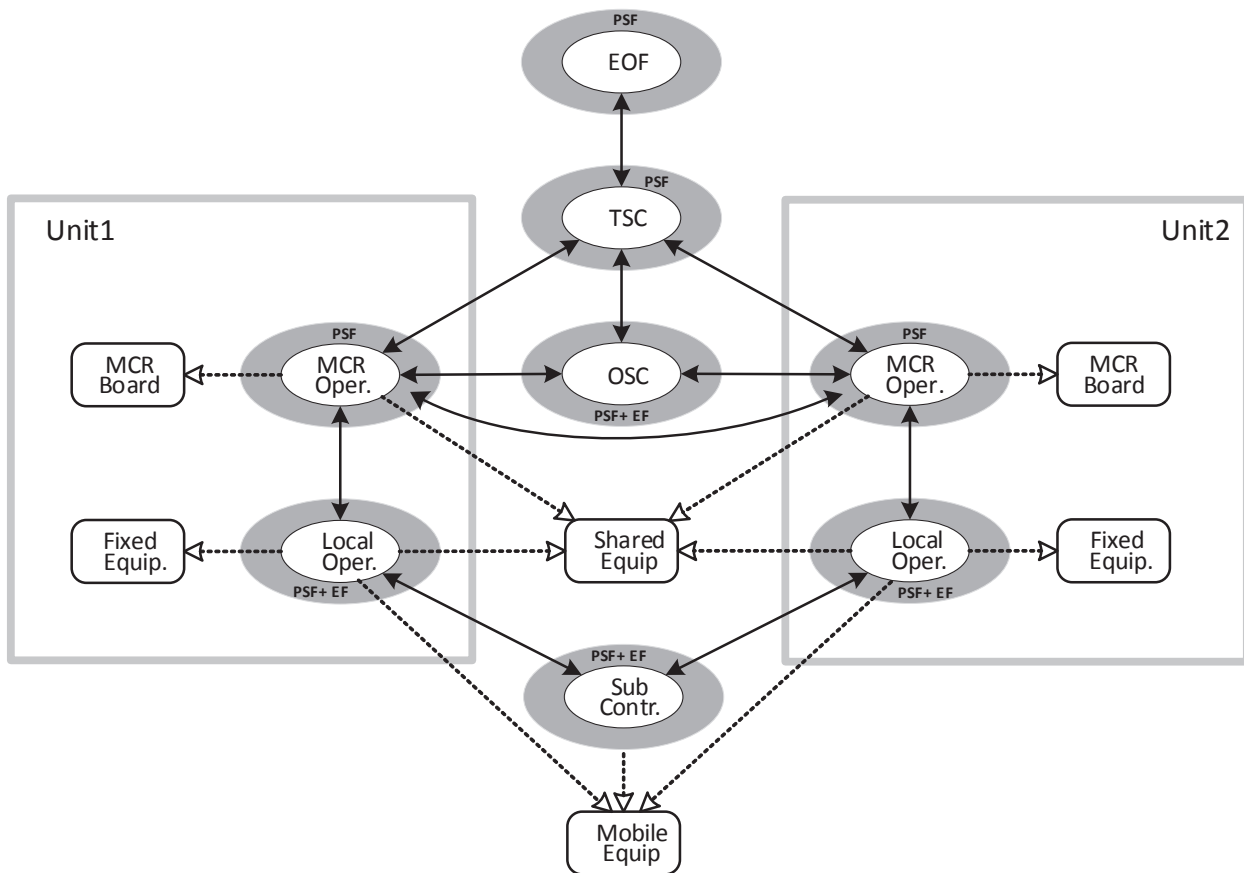 PSF
EOF
PSF
TSC
Unit1
Unit2
PSF
MCR
Oper.
MCR
Board
OSC
PSF+ EF
PSF
MCR
Oper.
MCR
Board
Fixed
Equip.
Local
Oper.
PSF+ EF
Shared
Equip
Local
Oper.
PSF+ EF
Fixed
Equip.
PSF+ EF
Sub
Contr.
Mobile
Equip